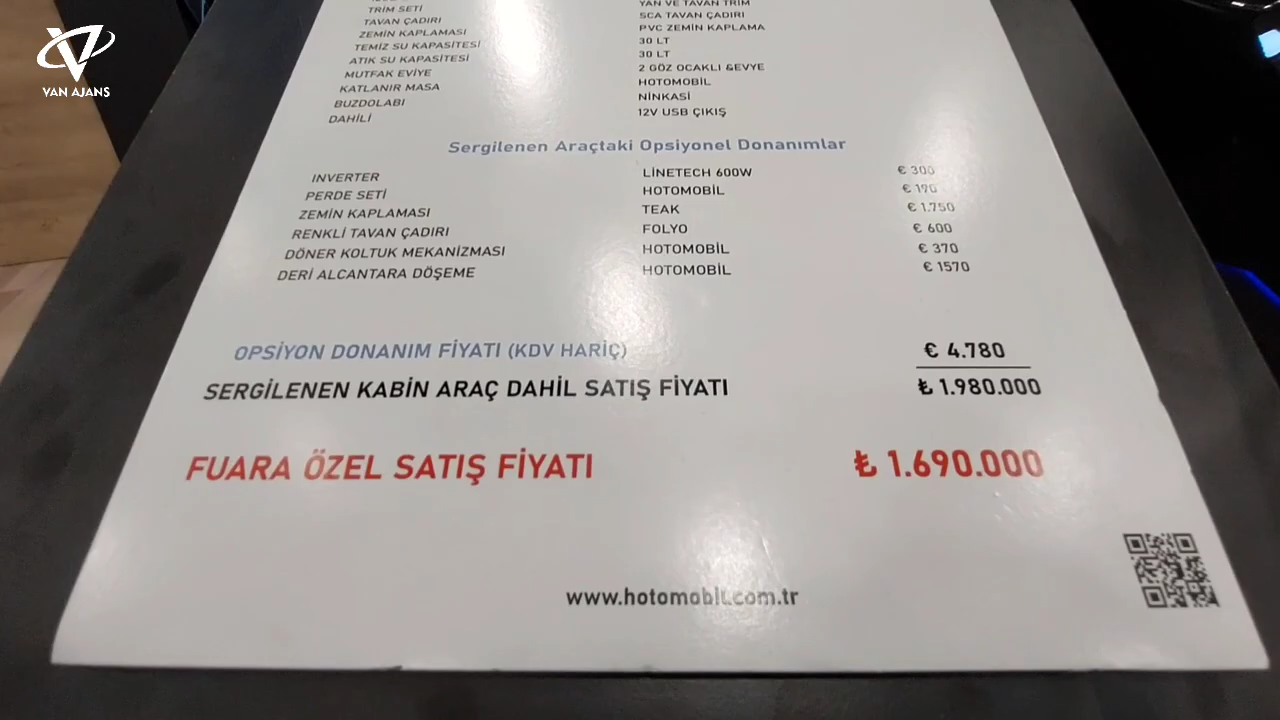 VAN AJANS
TRİM SETİ YAN VE TAVAN TRİM
TAVAN ÇADIRI SCA TAVAN ÇADIRI
ZEMİN KAPLAMASI PVC ZEMİN KAPLAMA
TEMİZ SU KAPASİTESİ 30 LT
ATIK SU KAPASİTESİ 30 LT
MUTFAK EVİYE 2 GÖZ OCAKLI &EVYE
KATLANIR MASA HOTOMOBİL
BUZDOLABI NİNKASİ
DAHİLİ 12V USB ÇIKIŞ
Sergilenen Araçtaki Opsiyonel Donanımlar
INVERTER LİNETECH 600W € 300
PERDE SETİ HOTOMOBİL € 190
ZEMİN KAPLAMASI TEAK € 1.750
RENKLİ TAVAN ÇADIRI FOLYO € 600
DÖNER KOLTUK MEKANİZMASI HOTOMOBİL € 370
DERİ ALCANTARA DÖŞEME HOTOMOBİL € 1570
OPSİYON DONANIM FİYATI (KDV HARİÇ) € 4.780
SERGİLENEN KABİN ARAÇ DAHİL SATIŞ FİYATI ₺ 1.980.000
FUARA ÖZEL SATIŞ FİYATI ₺ 1.690.000
www.hotomobil.com.tr